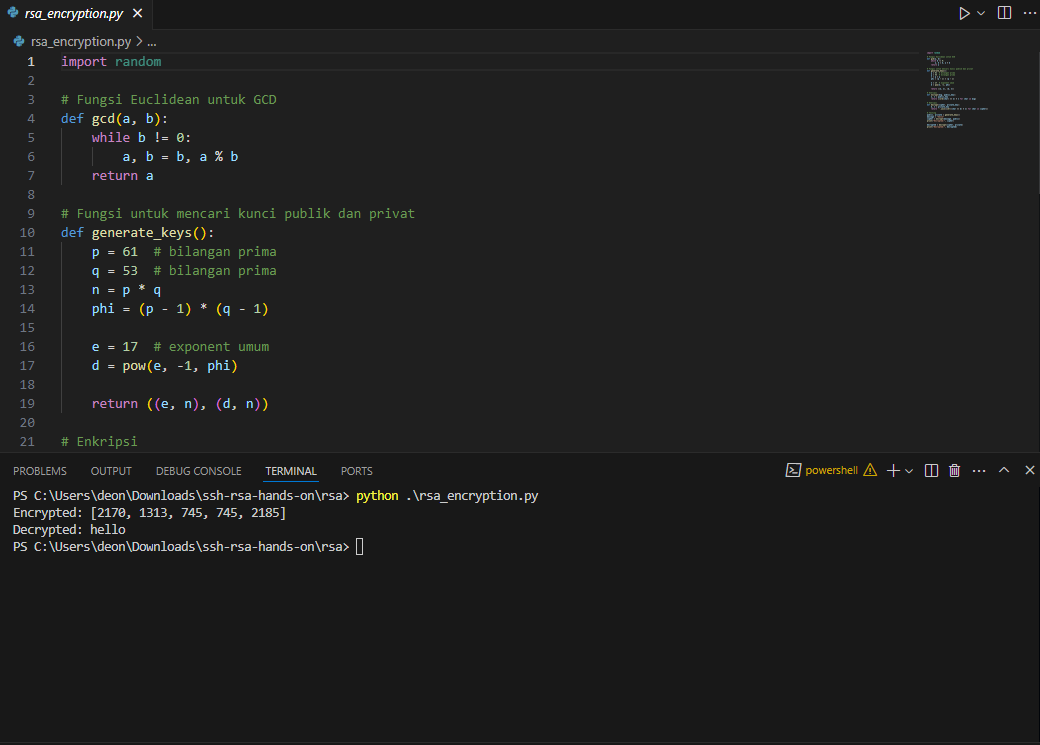 rsa_encryption.py
rsa_encryption.py > ...
1 import random
2
3 # Fungsi Euclidean untuk GCD
4 def gcd(a, b):
5     while b != 0:
6         a, b = b, a % b
7     return a
8
9 # Fungsi untuk mencari kunci publik dan privat
10 def generate_keys():
11     p = 61  # bilangan prima
12     q = 53  # bilangan prima
13     n = p * q
14     phi = (p - 1) * (q - 1)
15
16     e = 17  # exponent umum
17     d = pow(e, -1, phi)
18
19     return ((e, n), (d, n))
20
21 # Enkripsi
PROBLEMS OUTPUT DEBUG CONSOLE TERMINAL PORTS powershell
PS C:\Users\deon\Downloads\ssh-rsa-hands-on\rsa> python .\rsa_encryption.py
Encrypted: [2170, 1313, 745, 745, 2185]
Decrypted: hello
PS C:\Users\deon\Downloads\ssh-rsa-hands-on\rsa>